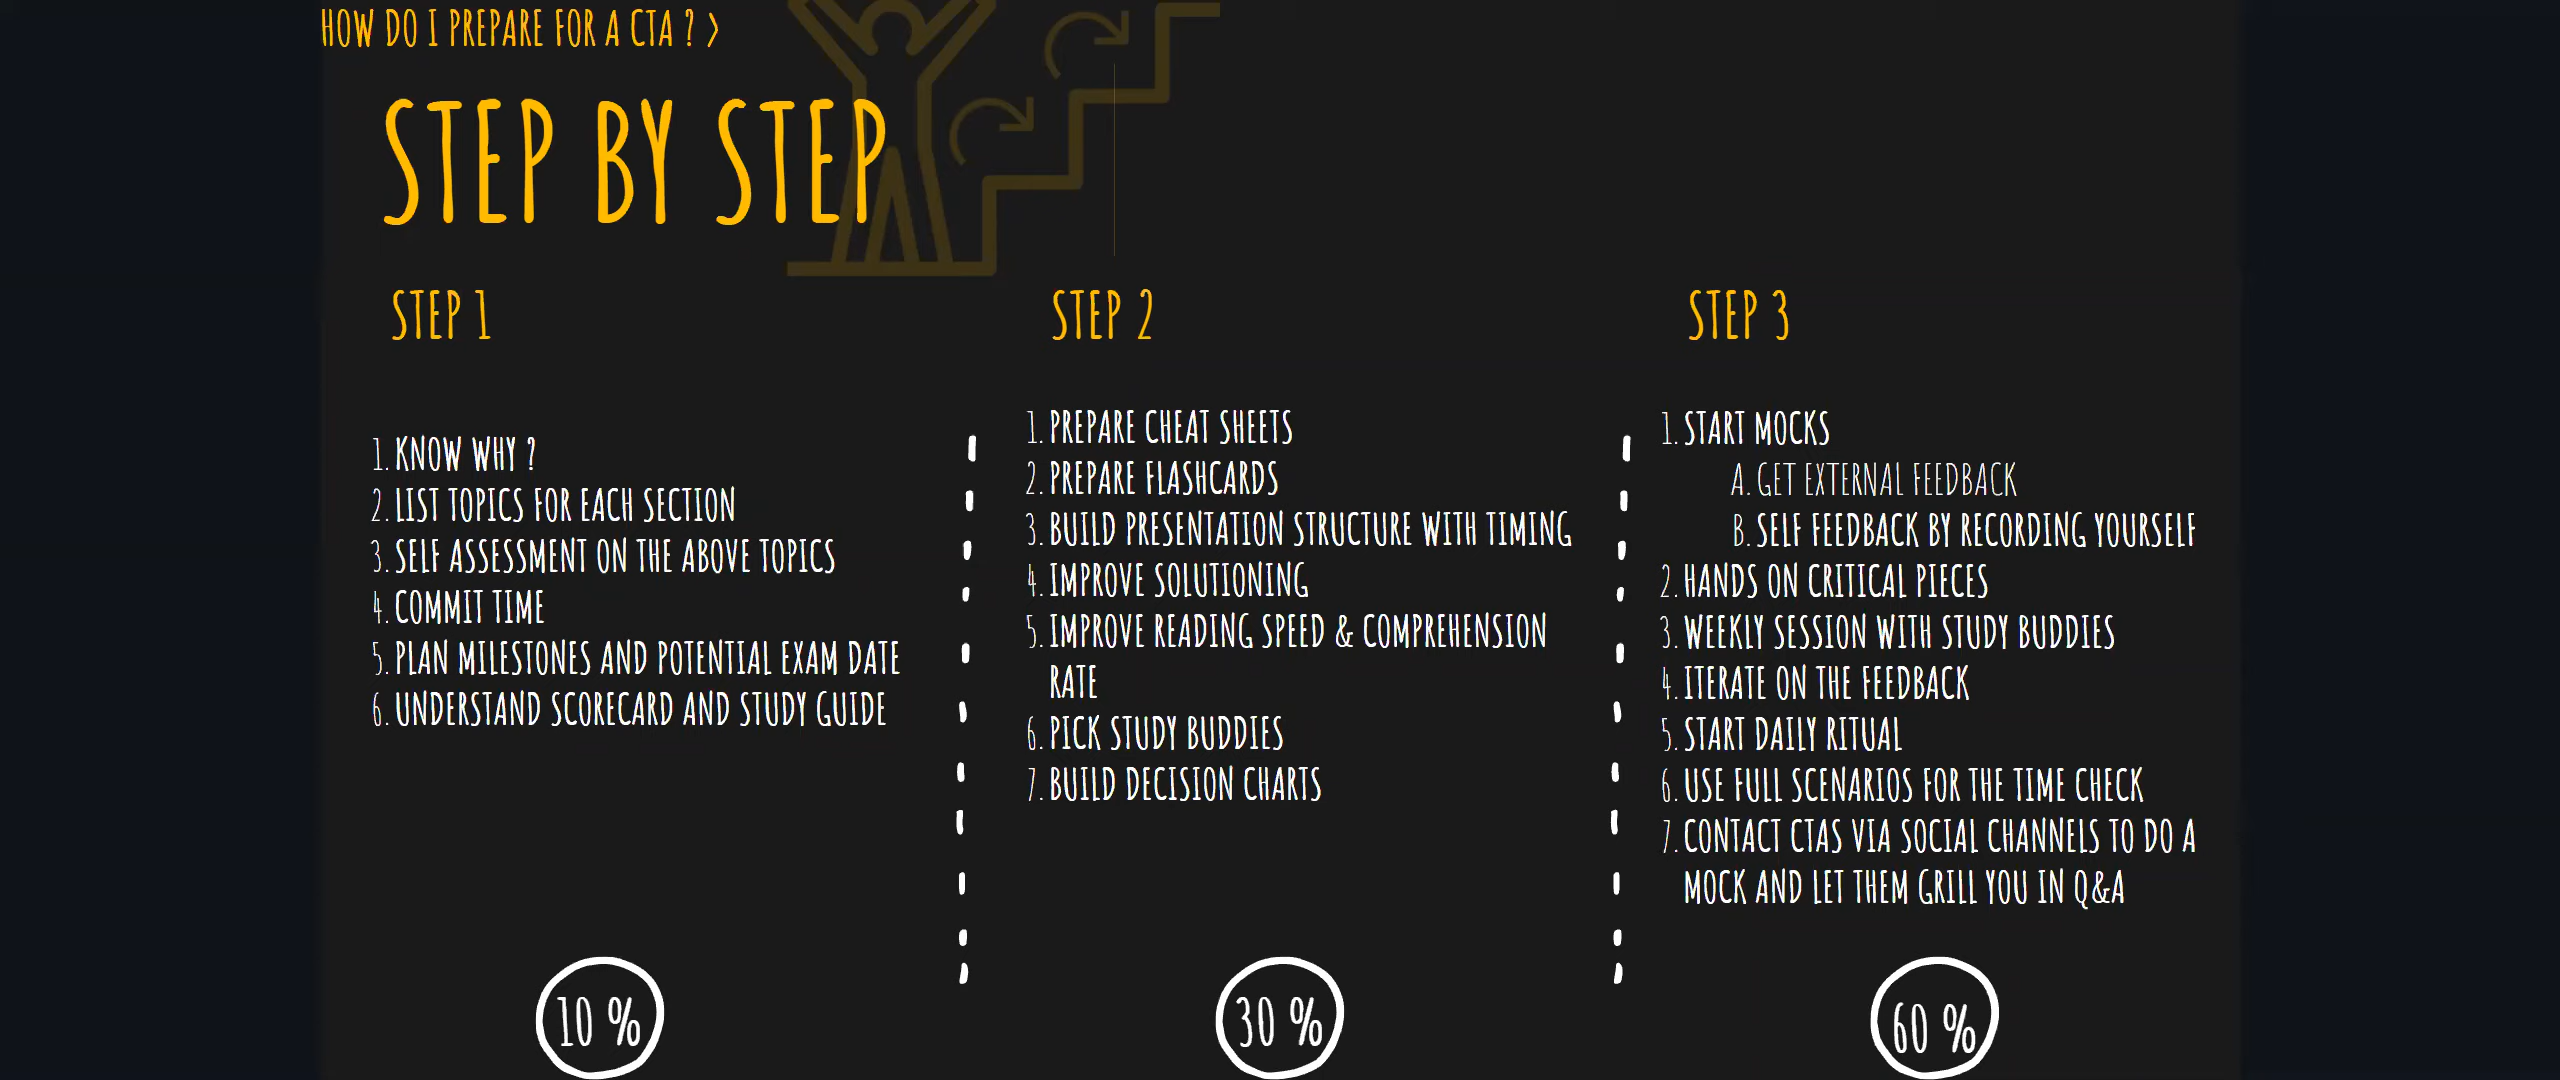 HOW DO I PREPARE FOR A CTA ? >
STEP BY STEP
STEP 1
1. KNOW WHY ?
2. LIST TOPICS FOR EACH SECTION
3. SELF ASSESSMENT ON THE ABOVE TOPICS
4. COMMIT TIME
5. PLAN MILESTONES AND POTENTIAL EXAM DATE
6. UNDERSTAND SCORECARD AND STUDY GUIDE
10 %
STEP 2
1. PREPARE CHEAT SHEETS
2. PREPARE FLASHCARDS
3. BUILD PRESENTATION STRUCTURE WITH TIMING
4. IMPROVE SOLUTIONING
5. IMPROVE READING SPEED & COMPREHENSION
RATE
6. PICK STUDY BUDDIES
7. BUILD DECISION CHARTS
30 %
STEP 3
1. START MOCKS
A. GET EXTERNAL FEEDBACK
B. SELF FEEDBACK BY RECORDING YOURSELF
2. HANDS ON CRITICAL PIECES
3. WEEKLY SESSION WITH STUDY BUDDIES
4. ITERATE ON THE FEEDBACK
5. START DAILY RITUAL
6. USE FULL SCENARIOS FOR THE TIME CHECK
7. CONTACT CTAS VIA SOCIAL CHANNELS TO DO A
MOCK AND LET THEM GRILL YOU IN Q&A
60 %